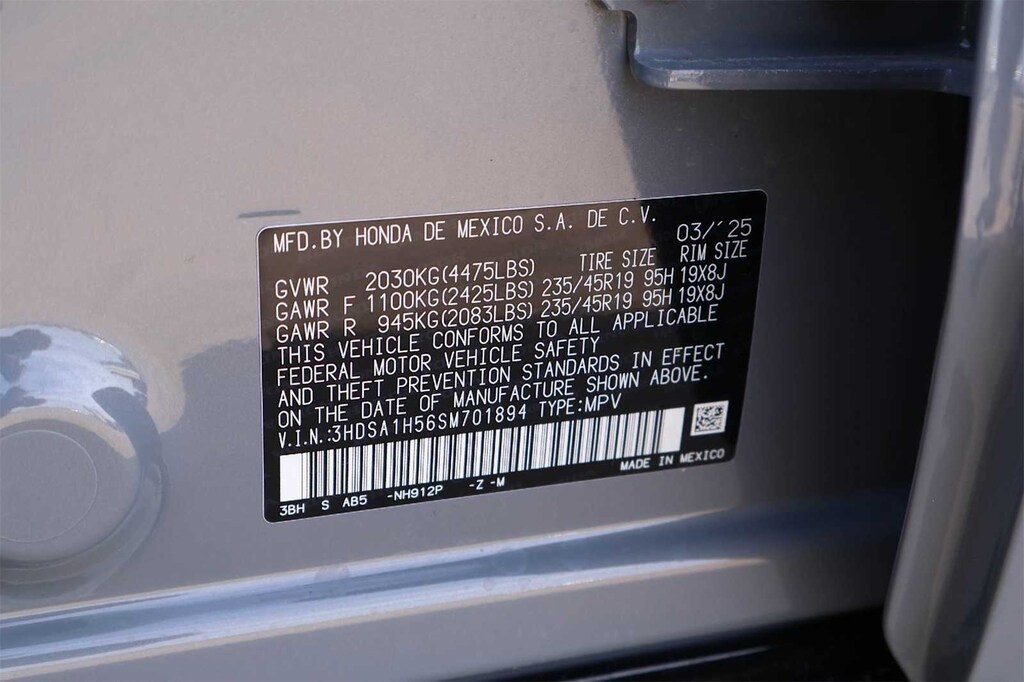 MFD.BY HONDA DE MEXICO S.A. DE C.V. 03/'25
TIRE SIZE RIM SIZE
GVWR 2030KG(4475LBS)
GAWR F 1100KG(2425LBS) 235/45R19 95H 19X8J
GAWR R 945KG(2083LBS) 235/45R19 95H 19X8J
THIS VEHICLE CONFORMS TO ALL APPLICABLE
FEDERAL MOTOR VEHICLE SAFETY
AND THEFT PREVENTION STANDARDS IN EFFECT
ON THE DATE OF MANUFACTURE SHOWN ABOVE.
V.I.N.:3HDSA1H56SM701894 TYPE:MPV
MADE IN MEXICO
3BH S AB5 -NH912P -Z -M